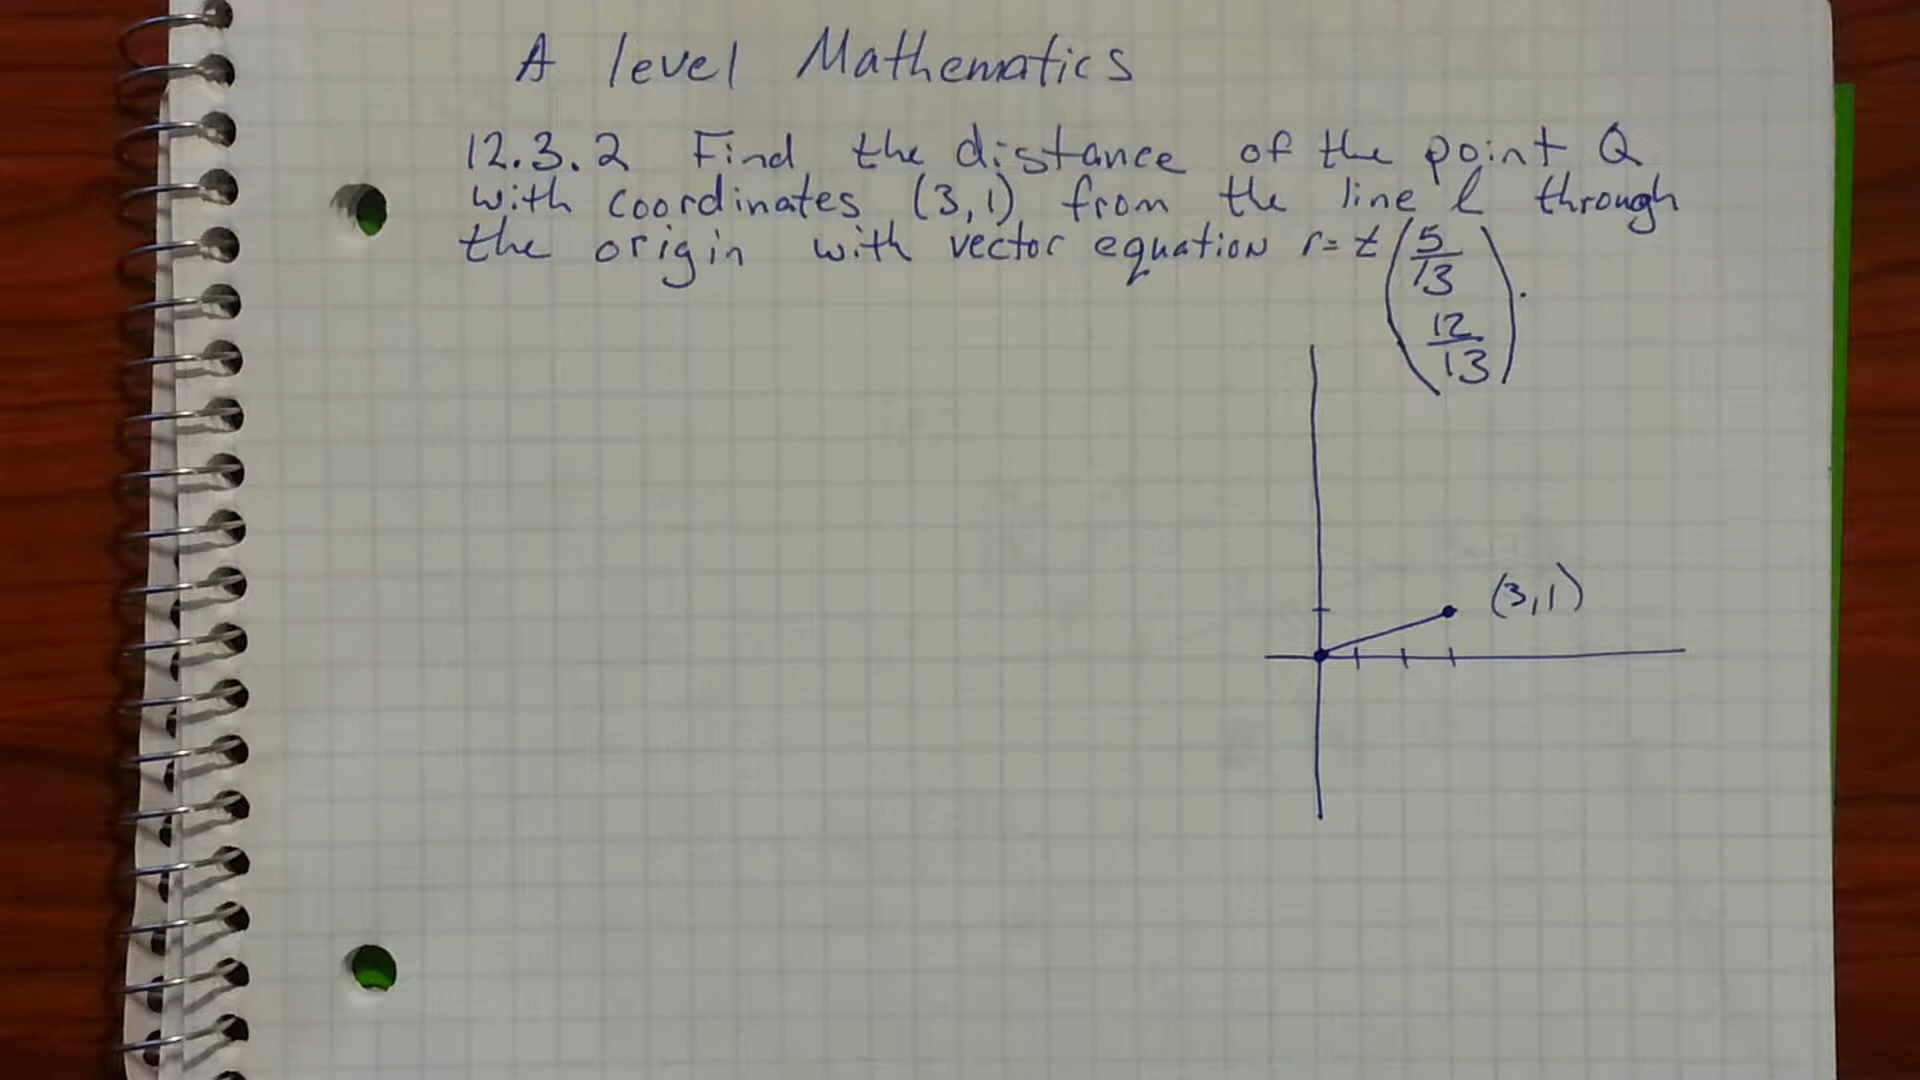 A level Mathematics
12.3.2 Find the distance of the point Q
with coordinates (3,1) from the line l through
the origin with vector equation r = t (5/13
12/13).
(3,1)